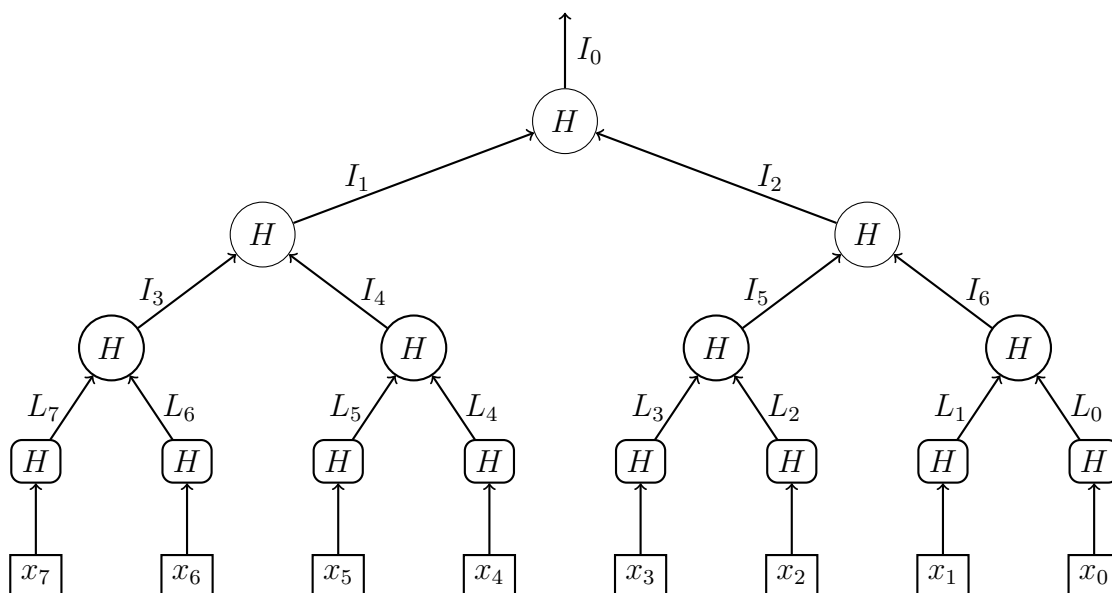 I₀
H
I₁ I₂
H H
I₃ I₄ I₅ I₆
H H H H
L₇ L₆ L₅ L₄ L₃ L₂ L₁ L₀
H H H H H H H H
x₇ x₆ x₅ x₄ x₃ x₂ x₁ x₀